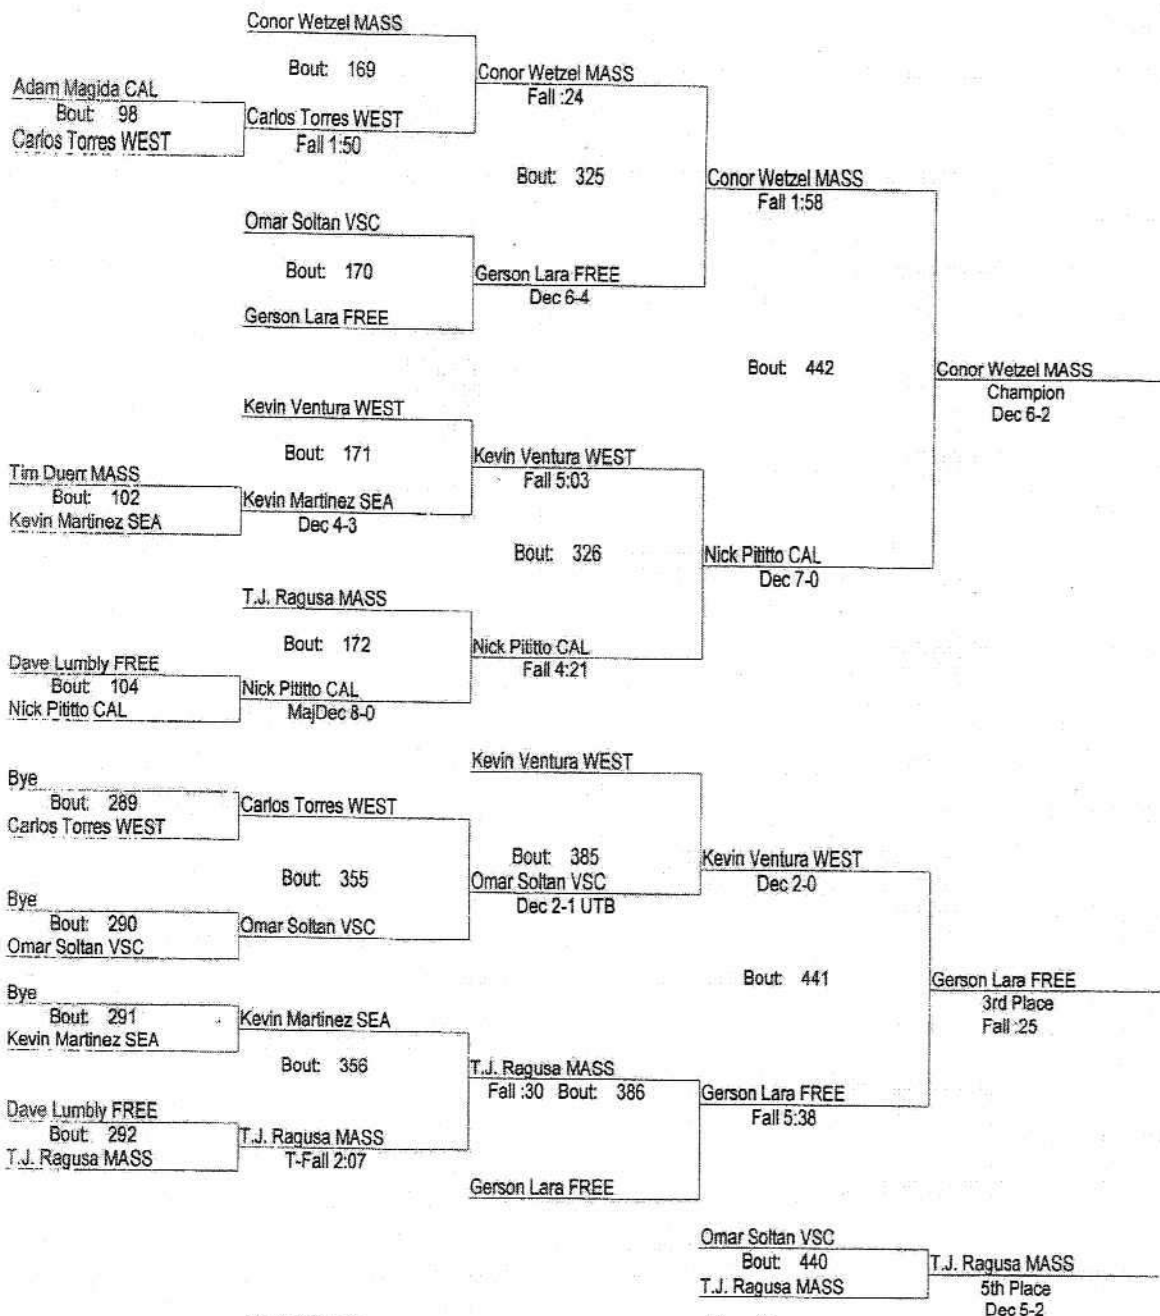 Conor Wetzel MASS
Bout: 169
Conor Wetzel MASS
Fall :24
Adam Magida CAL
Bout: 98
Carlos Torres WEST
Carlos Torres WEST
Fall 1:50
Bout: 325
Conor Wetzel MASS
Fall 1:58
Omar Soltan VSC
Bout: 170
Gerson Lara FREE
Dec 6-4
Gerson Lara FREE
Bout: 442
Conor Wetzel MASS
Champion
Dec 6-2
Kevin Ventura WEST
Bout: 171
Kevin Ventura WEST
Fall 5:03
Tim Duerr MASS
Bout: 102
Kevin Martinez SEA
Kevin Martinez SEA
Dec 4-3
Bout: 326
Nick Pititto CAL
Dec 7-0
T.J. Ragusa MASS
Bout: 172
Nick Pititto CAL
Fall 4:21
Dave Lumbly FREE
Bout: 104
Nick Pititto CAL
Nick Pititto CAL
MajDec 8-0
Kevin Ventura WEST
Bye
Bout: 289
Carlos Torres WEST
Carlos Torres WEST
Bout: 385
Kevin Ventura WEST
Dec 2-0
Bout: 355
Omar Soltan VSC
Dec 2-1 UTB
Bye
Bout: 290
Omar Soltan VSC
Omar Soltan VSC
Bout: 441
Gerson Lara FREE
3rd Place
Fall :25
Bye
Bout: 291
Kevin Martinez SEA
Kevin Martinez SEA
Bout: 356
T.J. Ragusa MASS
Fall :30 Bout: 386
Gerson Lara FREE
Fall 5:38
Dave Lumbly FREE
Bout: 292
T.J. Ragusa MASS
T.J. Ragusa MASS
T-Fall 2:07
Gerson Lara FREE
Omar Soltan VSC
Bout: 440
T.J. Ragusa MASS
T.J. Ragusa MASS
5th Place
Dec 5-2